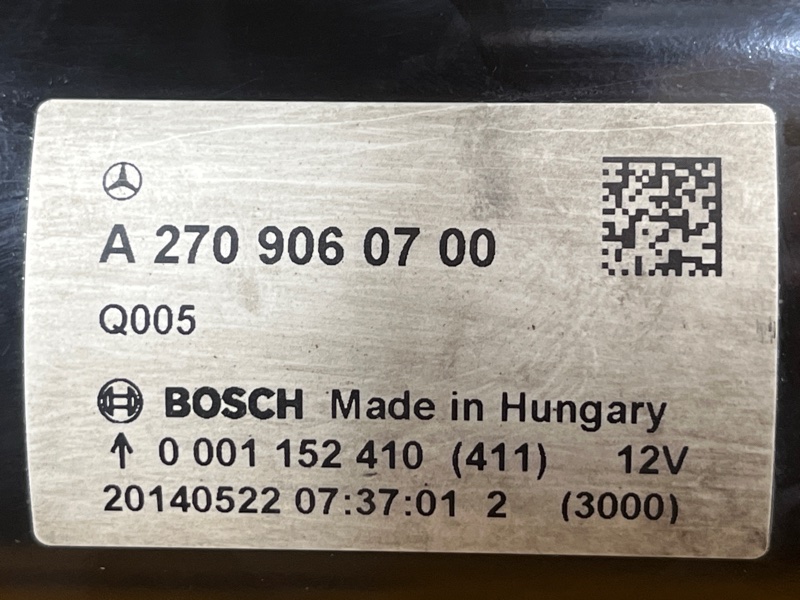 A 270 906 07 00
Q005
BOSCH Made in Hungary
↑ 0 001 152 410 (411) 12V
20140522 07:37:01 2 (3000)